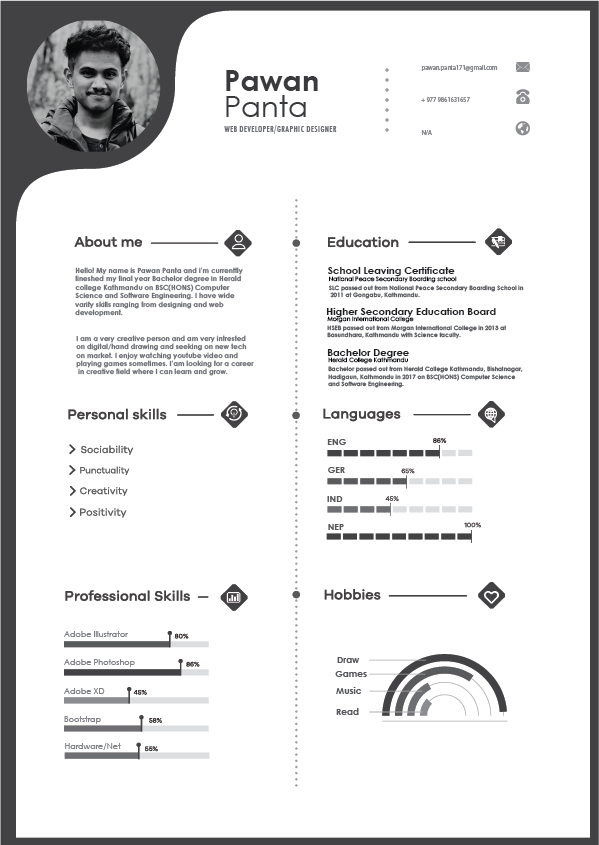 Pawan
Panta
WEB DEVELOPER/GRAPHIC DESIGNER
pawan.panta171@gmail.com
+ 977 9861631657
N/A
About me
Hello! My name is Pawan Panta and i'm currently
fineshed my final year Bachelor degree in Herald
college Kathmandu on BSC(HONS) Computer
Science and Software Engineering. I have wide
varity skills ranging from designing and web
development.
I am a very creative person and am very intrested
on digital/hand drawing and seeking on new tech
on market. I enjoy watching youtube video and
playing games sometimes. I'm looking for a career
in creative field where I can learn and grow.
Education
School Leaving Certificate
National Peace Secondary Boarding school
SLC passed out from National Peace Secondary Boarding School in
2011 at Gongabu, Kathmandu.
Higher Secondary Education Board
Morgan International College
HSEB passed out from Morgan International College in 2013 at
Basundhara, Kathmandu with Science faculty.
Bachelor Degree
Herald College Kathmandu
Bachelor passed out from Herald College Kathmandu, Bishalnagar,
Hadigaun, Kathmandu in 2017 on BSC(HONS) Computer Science
and Software Engineering.
Personal skills
Sociability
Punctuality
Creativity
Positivity
Languages
ENG 86%
GER 65%
IND 45%
NEP 100%
Professional Skills
Adobe Illustrator 80%
Adobe Photoshop 86%
Adobe XD 45%
Bootstrap 58%
Hardware/Net 55%
Hobbies
Draw
Games
Music
Read